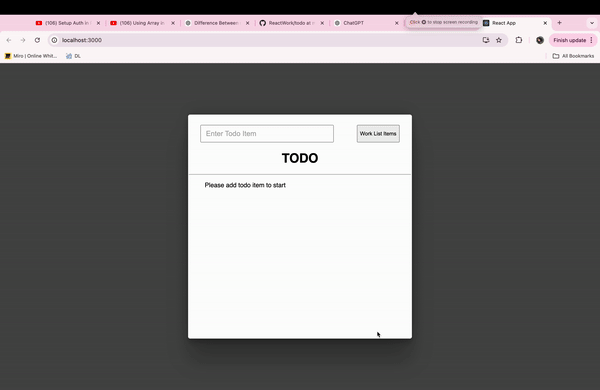 Click to stop screen recording
(106) Setup Auth in
(106) Using Array in
Difference Between
ReactWork/todo at
ChatGPT
React App
localhost:3000
Finish update
Miro | Online Whit...
DL
All Bookmarks
Enter Todo Item
Work List Items
TODO
Please add todo item to start